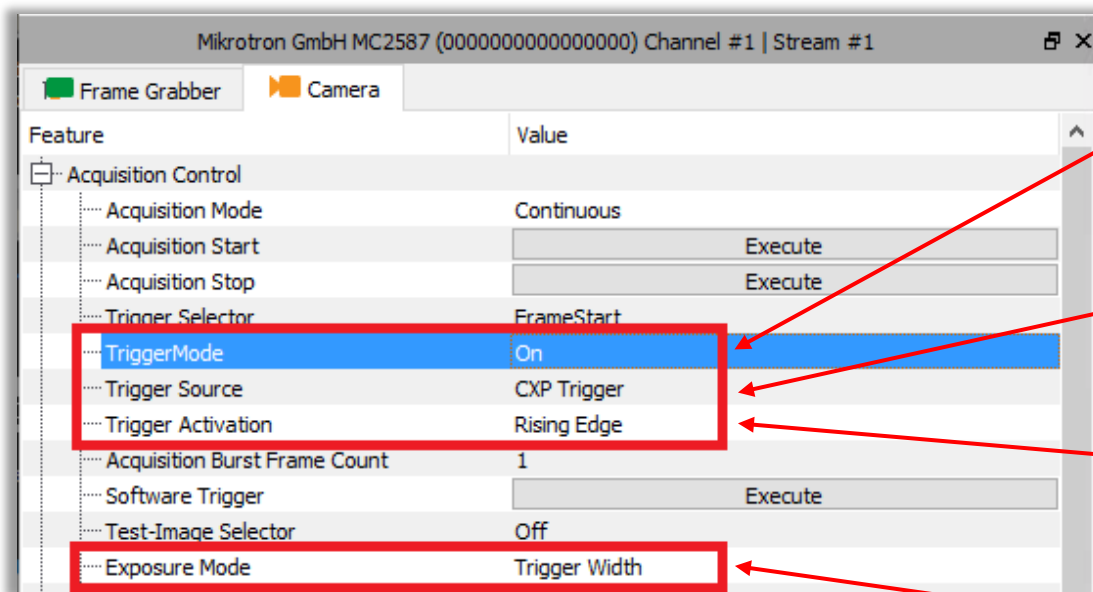 Mikrotron GmbH MC2587 (0000000000000000) Channel #1 | Stream #1
Frame Grabber Camera
Feature Value
Acquisition Control
Acquisition Mode Continuous
Acquisition Start Execute
Acquisition Stop Execute
Trigger Selector FrameStart
TriggerMode On
Trigger Source CXP Trigger
Trigger Activation Rising Edge
Acquisition Burst Frame Count 1
Software Trigger Execute
Test-Image Selector Off
Exposure Mode Trigger Width